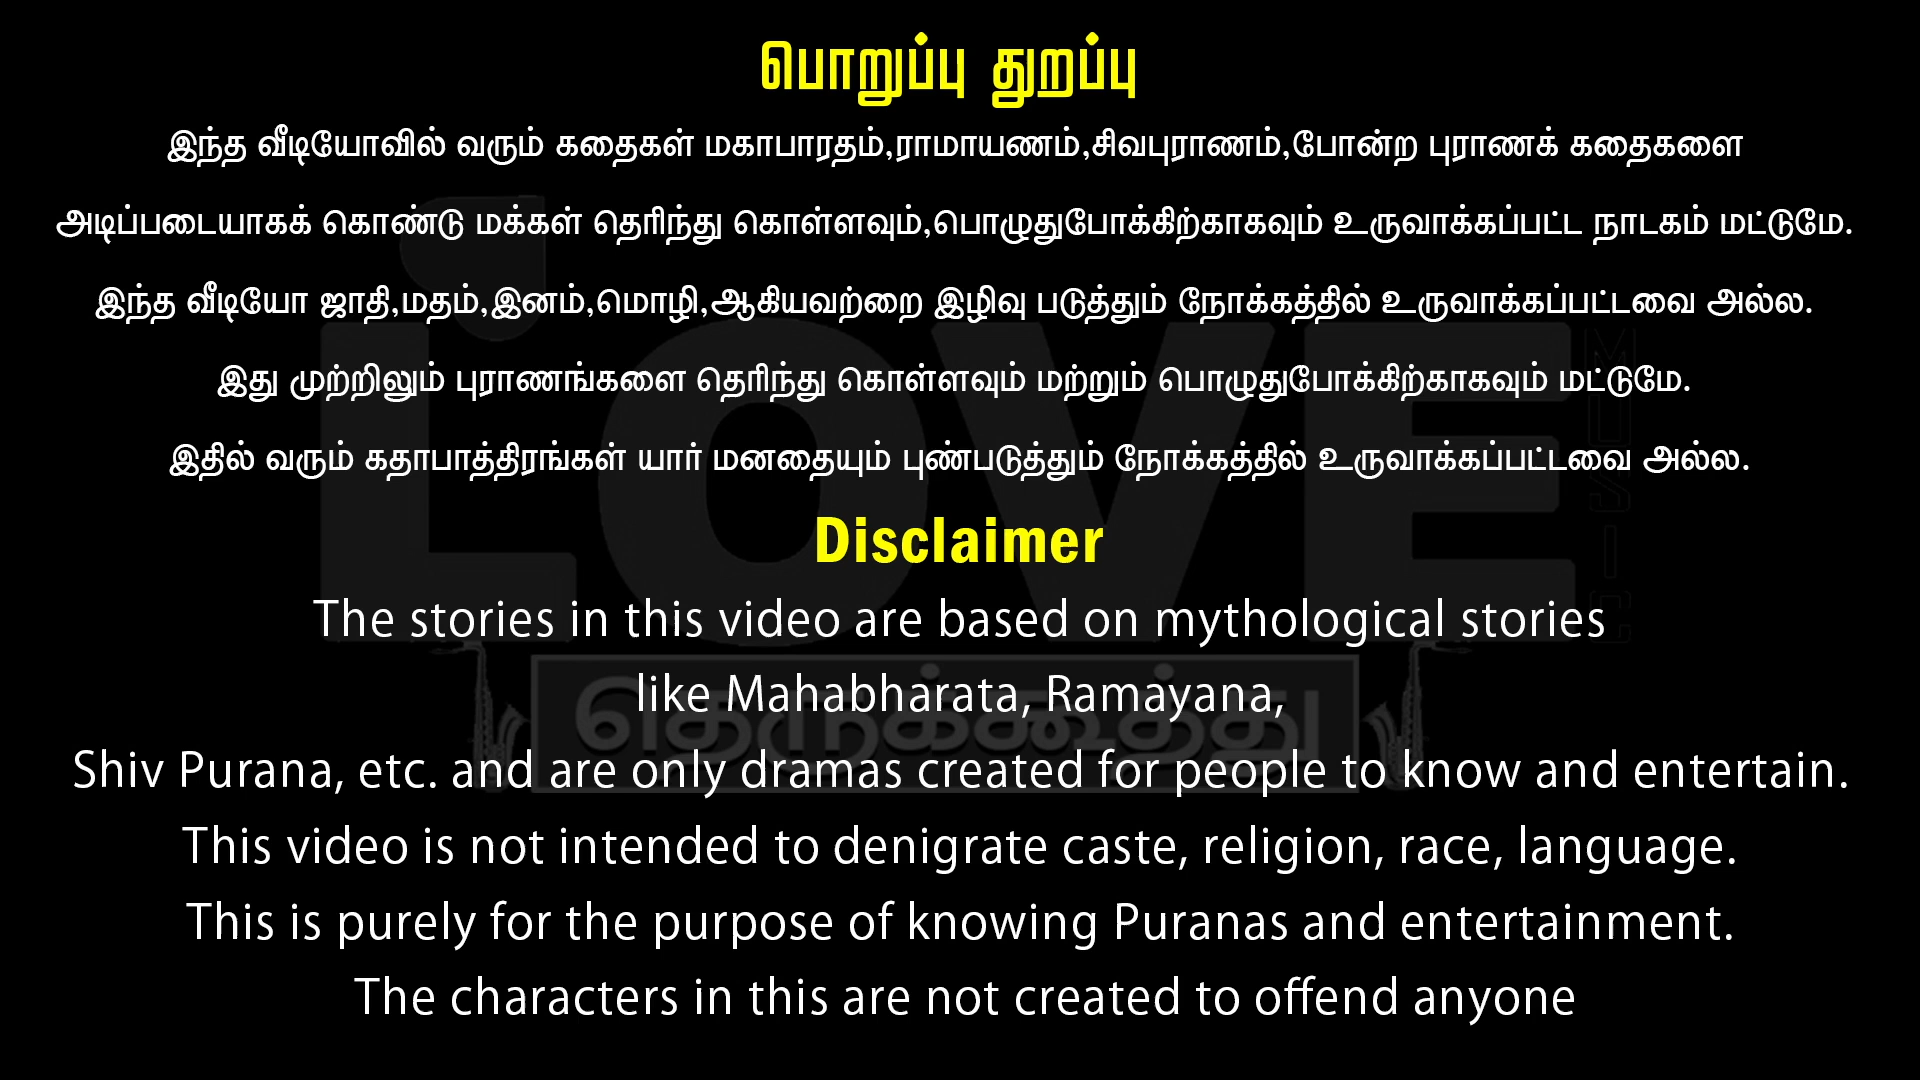 பொறுப்பு துறப்பு
இந்த வீடியோவில் வரும் கதைகள் மகாபாரதம்,ராமாயணம்,சிவபுராணம்,போன்ற புராணக் கதைகளை
அடிப்படையாகக் கொண்டு மக்கள் தெரிந்து கொள்ளவும்,பொழுதுபோக்கிற்காகவும் உருவாக்கப்பட்ட நாடகம் மட்டுமே.
இந்த வீடியோ ஜாதி,மதம்,இனம்,மொழி,ஆகியவற்றை இழிவு படுத்தும் நோக்கத்தில் உருவாக்கப்பட்டவை அல்ல.
இது முற்றிலும் புராணங்களை தெரிந்து கொள்ளவும் மற்றும் பொழுதுபோக்கிற்காகவும் மட்டுமே.
இதில் வரும் கதாபாத்திரங்கள் யார் மனதையும் புண்படுத்தும் நோக்கத்தில் உருவாக்கப்பட்டவை அல்ல.
LOVE
MUSIC
Disclaimer
The stories in this video are based on mythological stories
like Mahabharata, Ramayana,
தெருக்கூத்து
Shiv Purana, etc. and are only dramas created for people to know and entertain.
This video is not intended to denigrate caste, religion, race, language.
This is purely for the purpose of knowing Puranas and entertainment.
The characters in this are not created to offend anyone